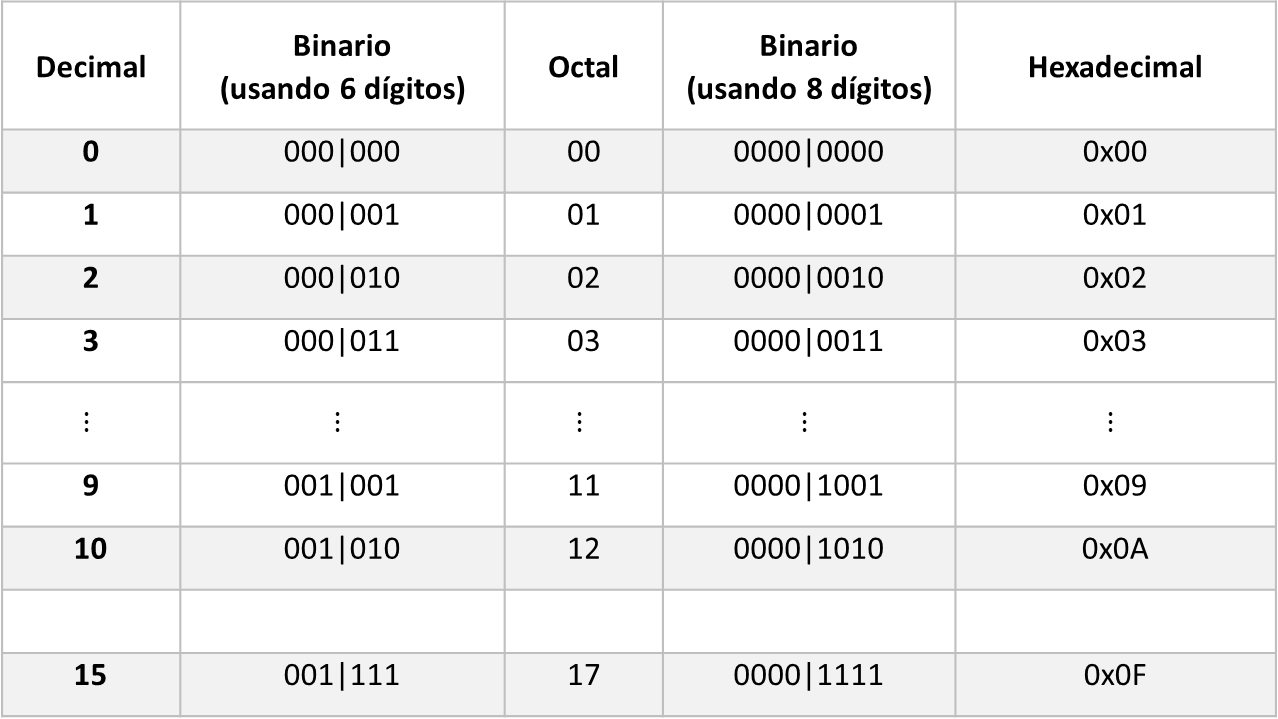 Decimal Binario (usando 6 dígitos) Octal Binario (usando 8 dígitos) Hexadecimal
0 000|000 00 0000|0000 0x00
1 000|001 01 0000|0001 0x01
2 000|010 02 0000|0010 0x02
3 000|011 03 0000|0011 0x03
⋮ ⋮ ⋮ ⋮ ⋮
9 001|001 11 0000|1001 0x09
10 001|010 12 0000|1010 0x0A
15 001|111 17 0000|1111 0x0F